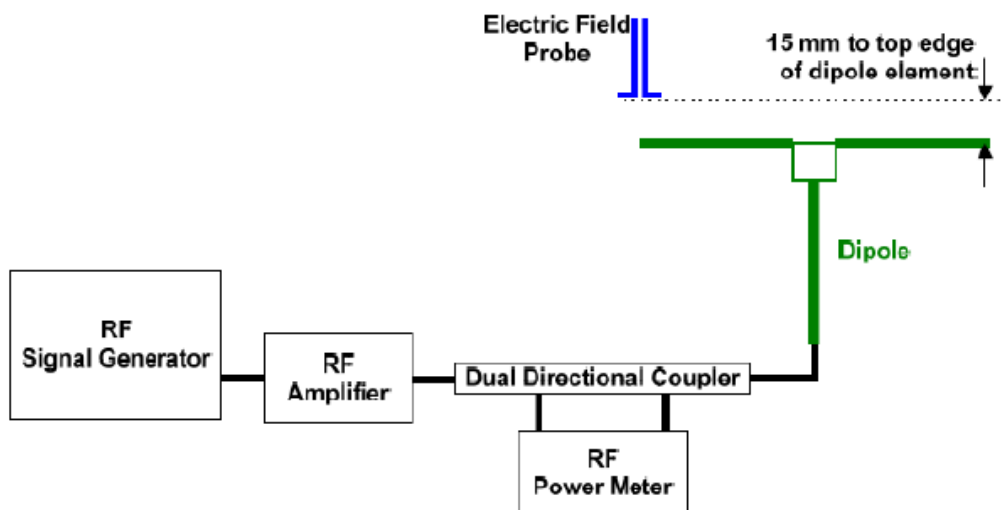 Electric Field
Probe
15 mm to top edge
of dipole element:
Dipole
RF
Signal Generator
RF
Amplifier
Dual Directional Coupler
RF
Power Meter